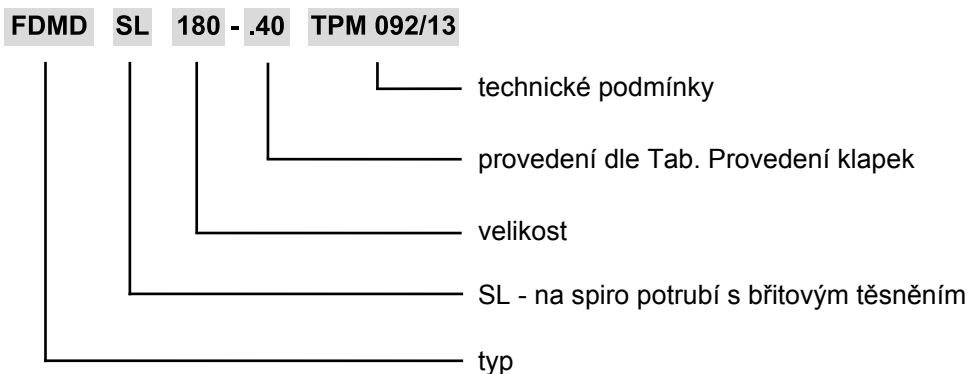 FDMD SL 180 - .40 TPM 092/13
technické podmínky
provedení dle Tab. Provedení klapek
velikost
SL - na spiro potrubí s břitovým těsněním
typ